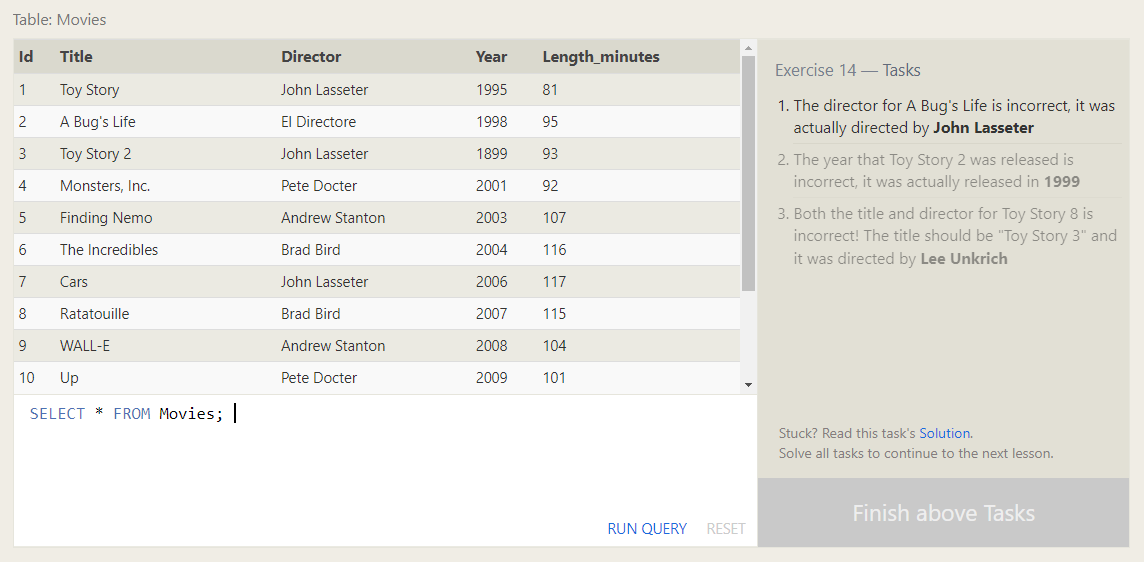 Table: Movies
Id Title Director Year Length_minutes
1 Toy Story John Lasseter 1995 81
2 A Bug's Life El Directore 1998 95
3 Toy Story 2 John Lasseter 1899 93
4 Monsters, Inc. Pete Docter 2001 92
5 Finding Nemo Andrew Stanton 2003 107
6 The Incredibles Brad Bird 2004 116
7 Cars John Lasseter 2006 117
8 Ratatouille Brad Bird 2007 115
9 WALL-E Andrew Stanton 2008 104
10 Up Pete Docter 2009 101
SELECT * FROM Movies;
RUN QUERY RESET
Exercise 14 — Tasks
1. The director for A Bug's Life is incorrect, it was
actually directed by John Lasseter
2. The year that Toy Story 2 was released is
incorrect, it was actually released in 1999
3. Both the title and director for Toy Story 8 is
incorrect! The title should be "Toy Story 3" and
it was directed by Lee Unkrich
Stuck? Read this task's Solution.
Solve all tasks to continue to the next lesson.
Finish above Tasks